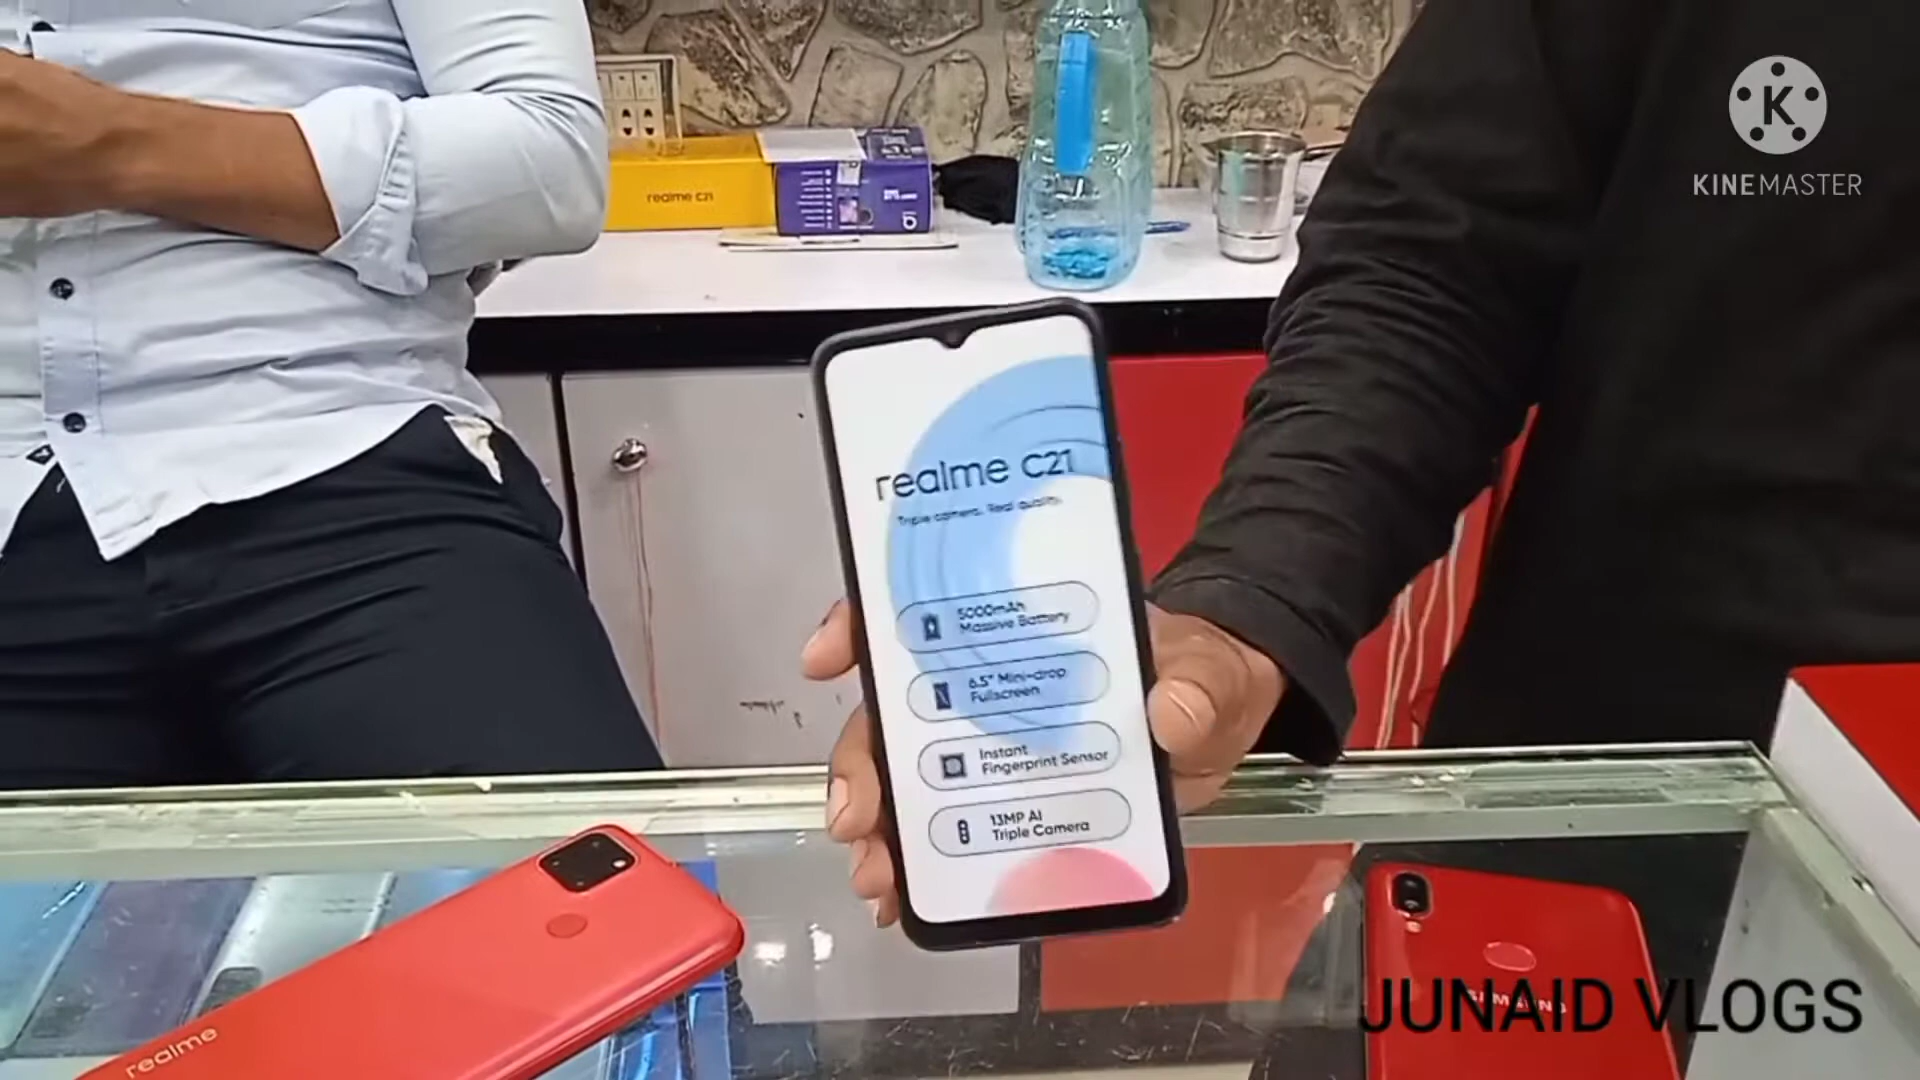 KINEMASTER
realme C21
realme C21
Triple camera. Real quality.
5000mAh
Massive Battery
6.5" Mini-drop
Fullscreen
Instant
Fingerprint Sensor
13MP AI
Triple Camera
realme
SAMSUNG
JUNAID VLOGS